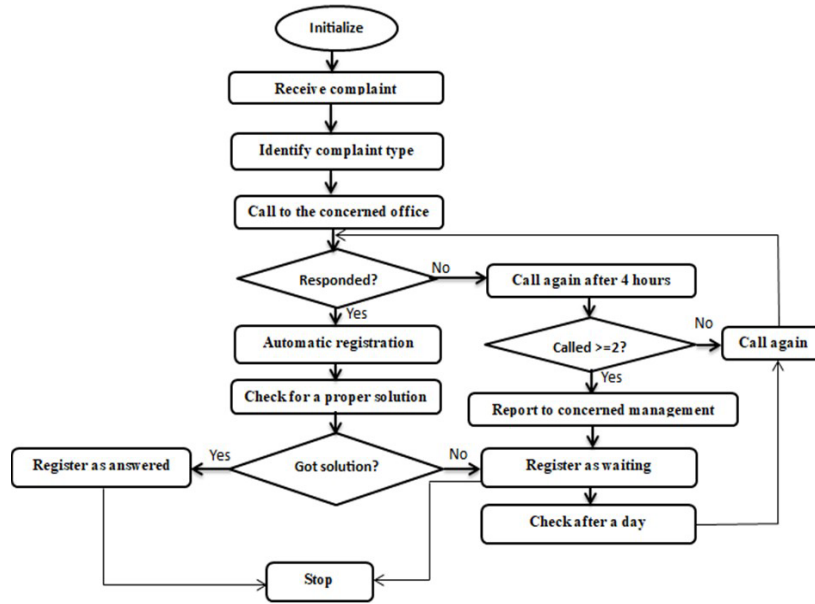 Initialize
Receive complaint
Identify complaint type
Call to the concerned office
Responded?
No
Call again after 4 hours
Yes
Automatic registration
Called >=2?
No
Call again
Yes
Check for a proper solution
Report to concerned management
Register as answered
Yes
Got solution?
No
Register as waiting
Check after a day
Stop